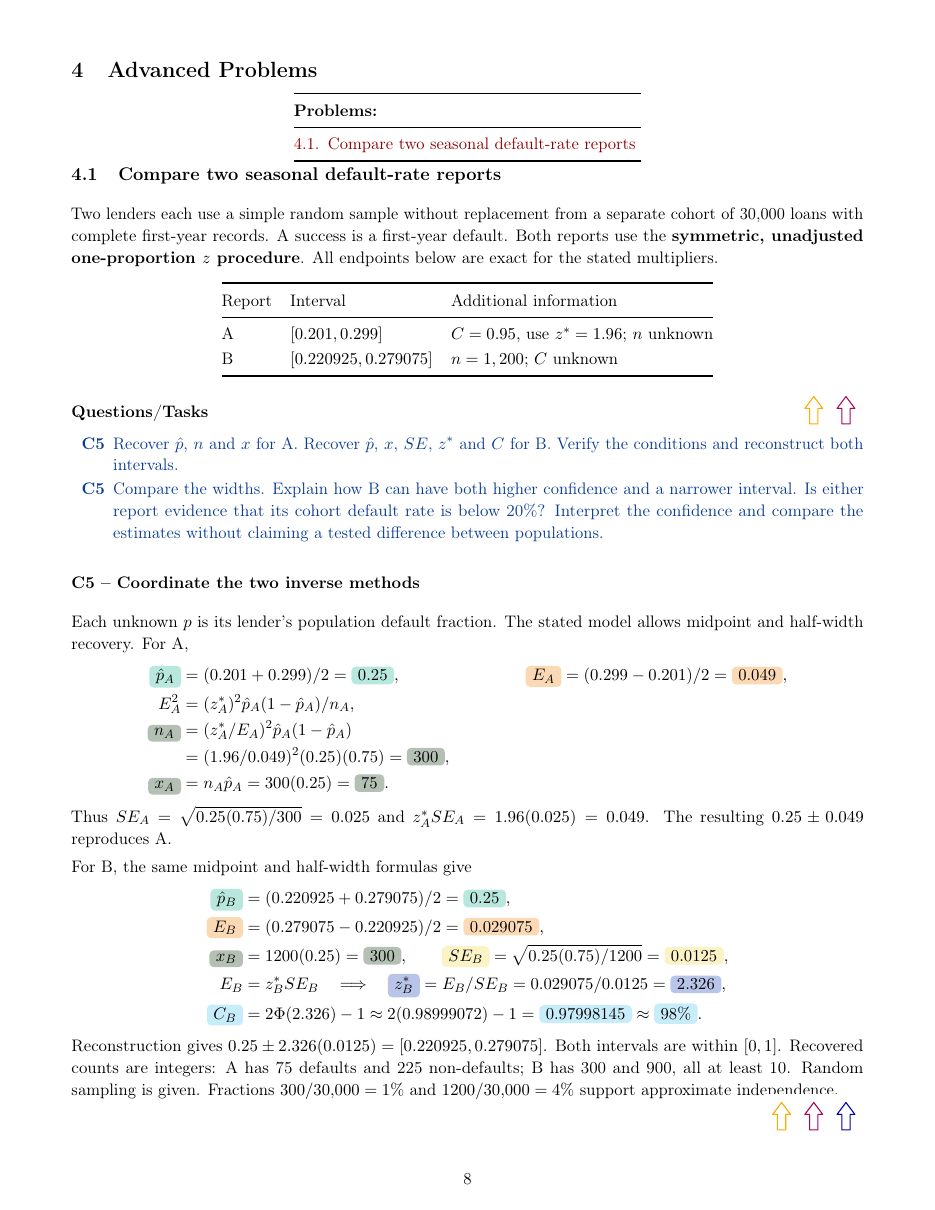 4 Advanced Problems
Problems:
4.1. Compare two seasonal default-rate reports
4.1 Compare two seasonal default-rate reports
Two lenders each use a simple random sample without replacement from a separate cohort of 30,000 loans with
complete first-year records. A success is a first-year default. Both reports use the symmetric, unadjusted
one-proportion z procedure. All endpoints below are exact for the stated multipliers.
Report Interval Additional information
A [0.201, 0.299] C = 0.95, use z* = 1.96; n unknown
B [0.220925, 0.279075] n = 1, 200; C unknown
Questions/Tasks
C5 Recover p̂, n and x for A. Recover p̂, x, SE, z* and C for B. Verify the conditions and reconstruct both
intervals.
C5 Compare the widths. Explain how B can have both higher confidence and a narrower interval. Is either
report evidence that its cohort default rate is below 20%? Interpret the confidence and compare the
estimates without claiming a tested difference between populations.
C5 – Coordinate the two inverse methods
Each unknown p is its lender's population default fraction. The stated model allows midpoint and half-width
recovery. For A,
p̂_A = (0.201 + 0.299)/2 = 0.25, E_A = (0.299 − 0.201)/2 = 0.049,
E_A² = (z*_A)² p̂_A(1 − p̂_A)/n_A,
n_A = (z*_A/E_A)² p̂_A(1 − p̂_A)
= (1.96/0.049)²(0.25)(0.75) = 300,
x_A = n_A p̂_A = 300(0.25) = 75.
Thus SE_A = √0.25(0.75)/300 = 0.025 and z*_A SE_A = 1.96(0.025) = 0.049. The resulting 0.25 ± 0.049
reproduces A.
For B, the same midpoint and half-width formulas give
p̂_B = (0.220925 + 0.279075)/2 = 0.25,
E_B = (0.279075 − 0.220925)/2 = 0.029075,
x_B = 1200(0.25) = 300, SE_B = √0.25(0.75)/1200 = 0.0125,
E_B = z*_B SE_B ⟹ z*_B = E_B/SE_B = 0.029075/0.0125 = 2.326,
C_B = 2Φ(2.326) − 1 ≈ 2(0.98999072) − 1 = 0.97998145 ≈ 98%.
Reconstruction gives 0.25 ± 2.326(0.0125) = [0.220925, 0.279075]. Both intervals are within [0, 1]. Recovered
counts are integers: A has 75 defaults and 225 non-defaults; B has 300 and 900, all at least 10. Random
sampling is given. Fractions 300/30,000 = 1% and 1200/30,000 = 4% support approximate independence.
8